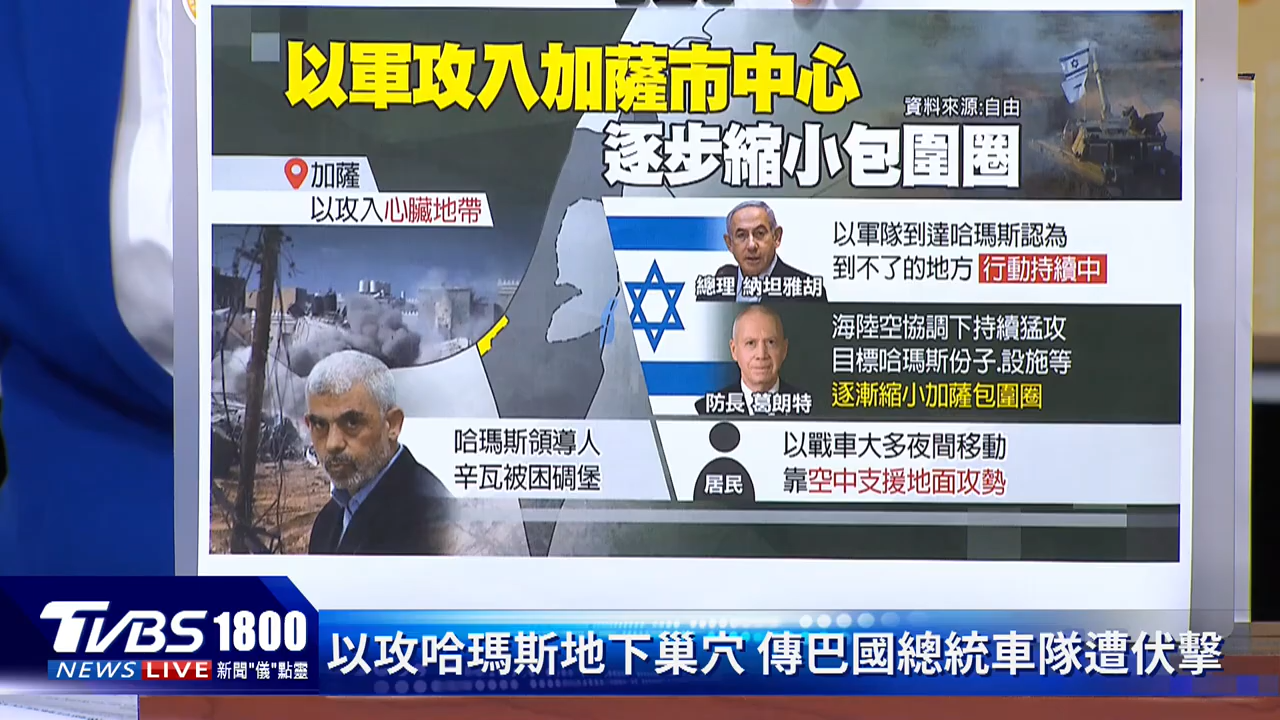 以軍攻入加薩市中心
資料來源:自由
逐步縮小包圍圈
加薩
以攻入心臟地帶
以軍隊到達哈瑪斯認為
到不了的地方 行動持續中
總理 納坦雅胡
海陸空協調下持續猛攻
目標哈瑪斯份子.設施等
逐漸縮小加薩包圍圈
防長 葛朗特
哈瑪斯領導人
辛瓦被困碉堡
以戰車大多夜間移動
靠空中支援地面攻勢
居民
TVBS 1800
NEWS LIVE 新聞"儀"點靈
以攻哈瑪斯地下巢穴 傳巴國總統車隊遭伏擊